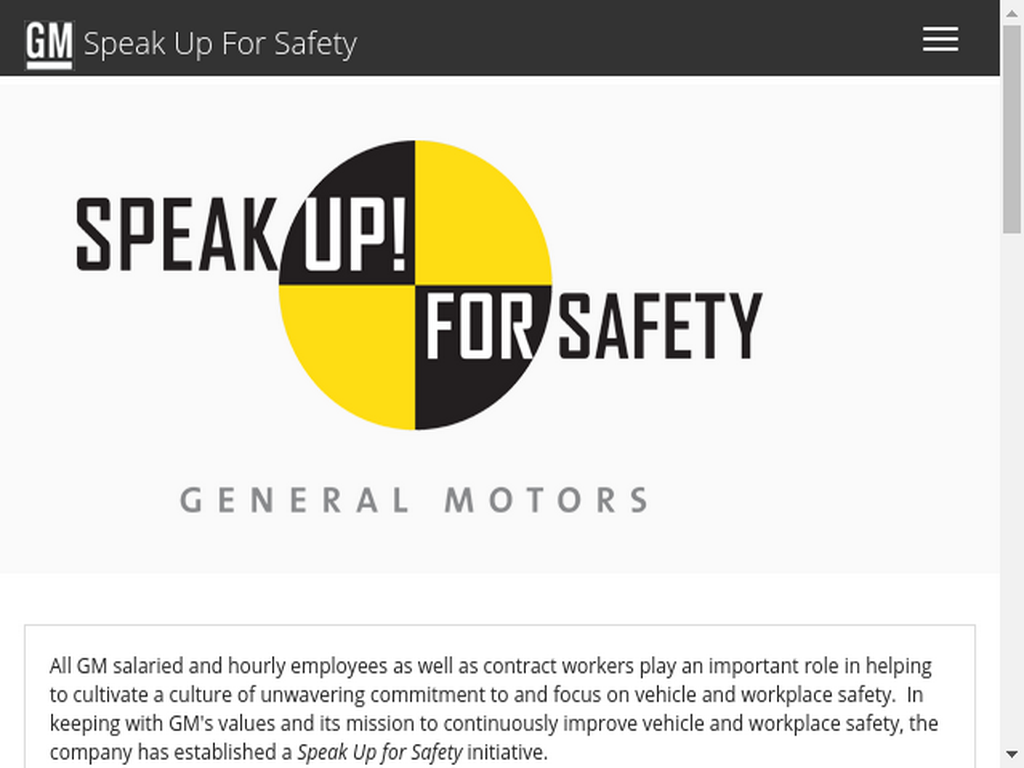 GM Speak Up For Safety
SPEAK UP!
FOR SAFETY
GENERAL MOTORS
All GM salaried and hourly employees as well as contract workers play an important role in helping
to cultivate a culture of unwavering commitment to and focus on vehicle and workplace safety.  In
keeping with GM's values and its mission to continuously improve vehicle and workplace safety, the
company has established a Speak Up for Safety initiative.